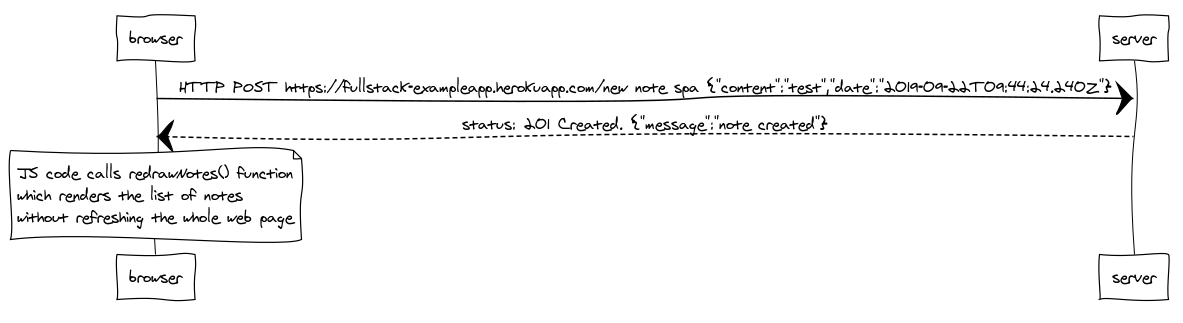 browser
server
HTTP POST https://fullstack-exampleapp.herokuapp.com/new note spa {"content":"test","date":"2019-09-22T09:44:24.240Z"}
status: 201 Created. {"message":"note created"}
JS code calls redrawNotes() function
which renders the list of notes
without refreshing the whole web page
browser
server